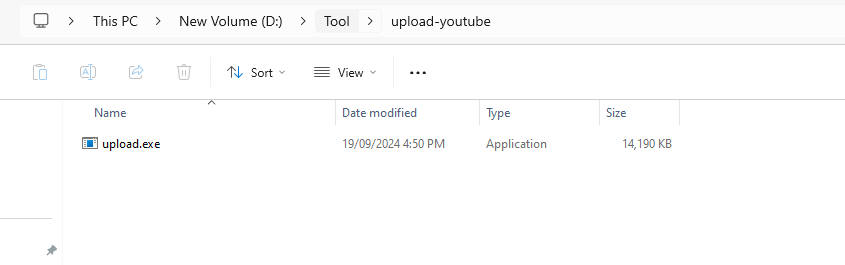 This PC > New Volume (D:) > Tool > upload-youtube
Sort View ...
Name Date modified Type Size
upload.exe 19/09/2024 4:50 PM Application 14,190 KB